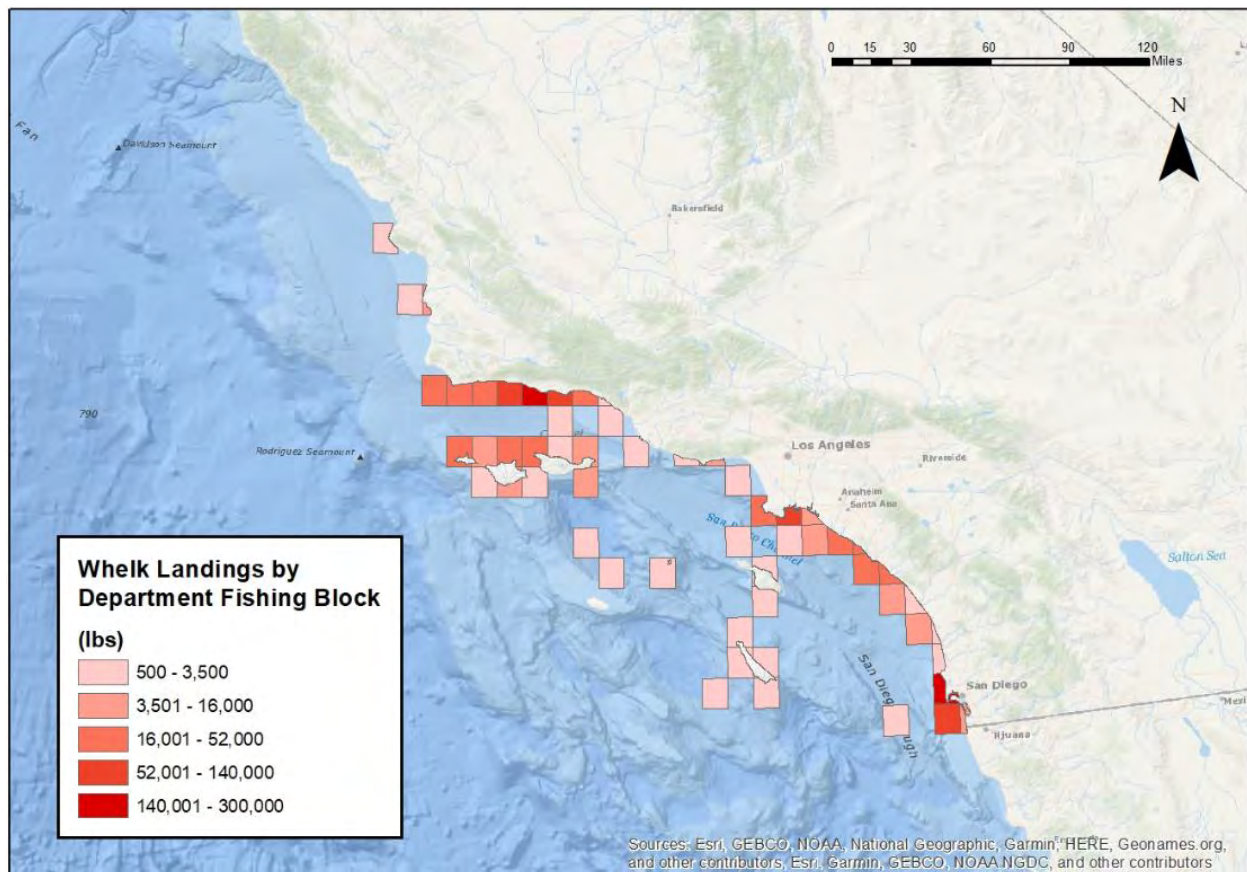 0 15 30 60 90 120
Miles
N
Fan
Davidson Seamount
Bakersfield
790
Rodriguez Seamount
Los Angeles
Riverside
Anaheim
Santa Ana
Salton Sea
San Diego
Tijuana
Whelk Landings by
Department Fishing Block
(lbs)
500 - 3,500
3,501 - 16,000
16,001 - 52,000
52,001 - 140,000
140,001 - 300,000
Sources: Esri, GEBCO, NOAA, National Geographic, Garmin, HERE, Geonames.org,
and other contributors, Esri, Garmin, GEBCO, NOAA NGDC, and other contributors